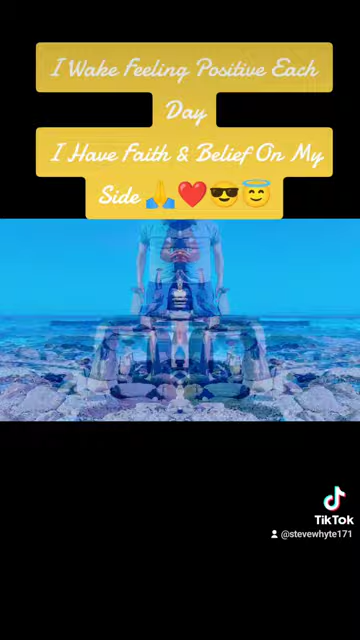 I Wake Feeling Positive Each
Day
I Have Faith & Belief On My
Side 🙏❤️😎😇
TikTok
@stevewhyte171